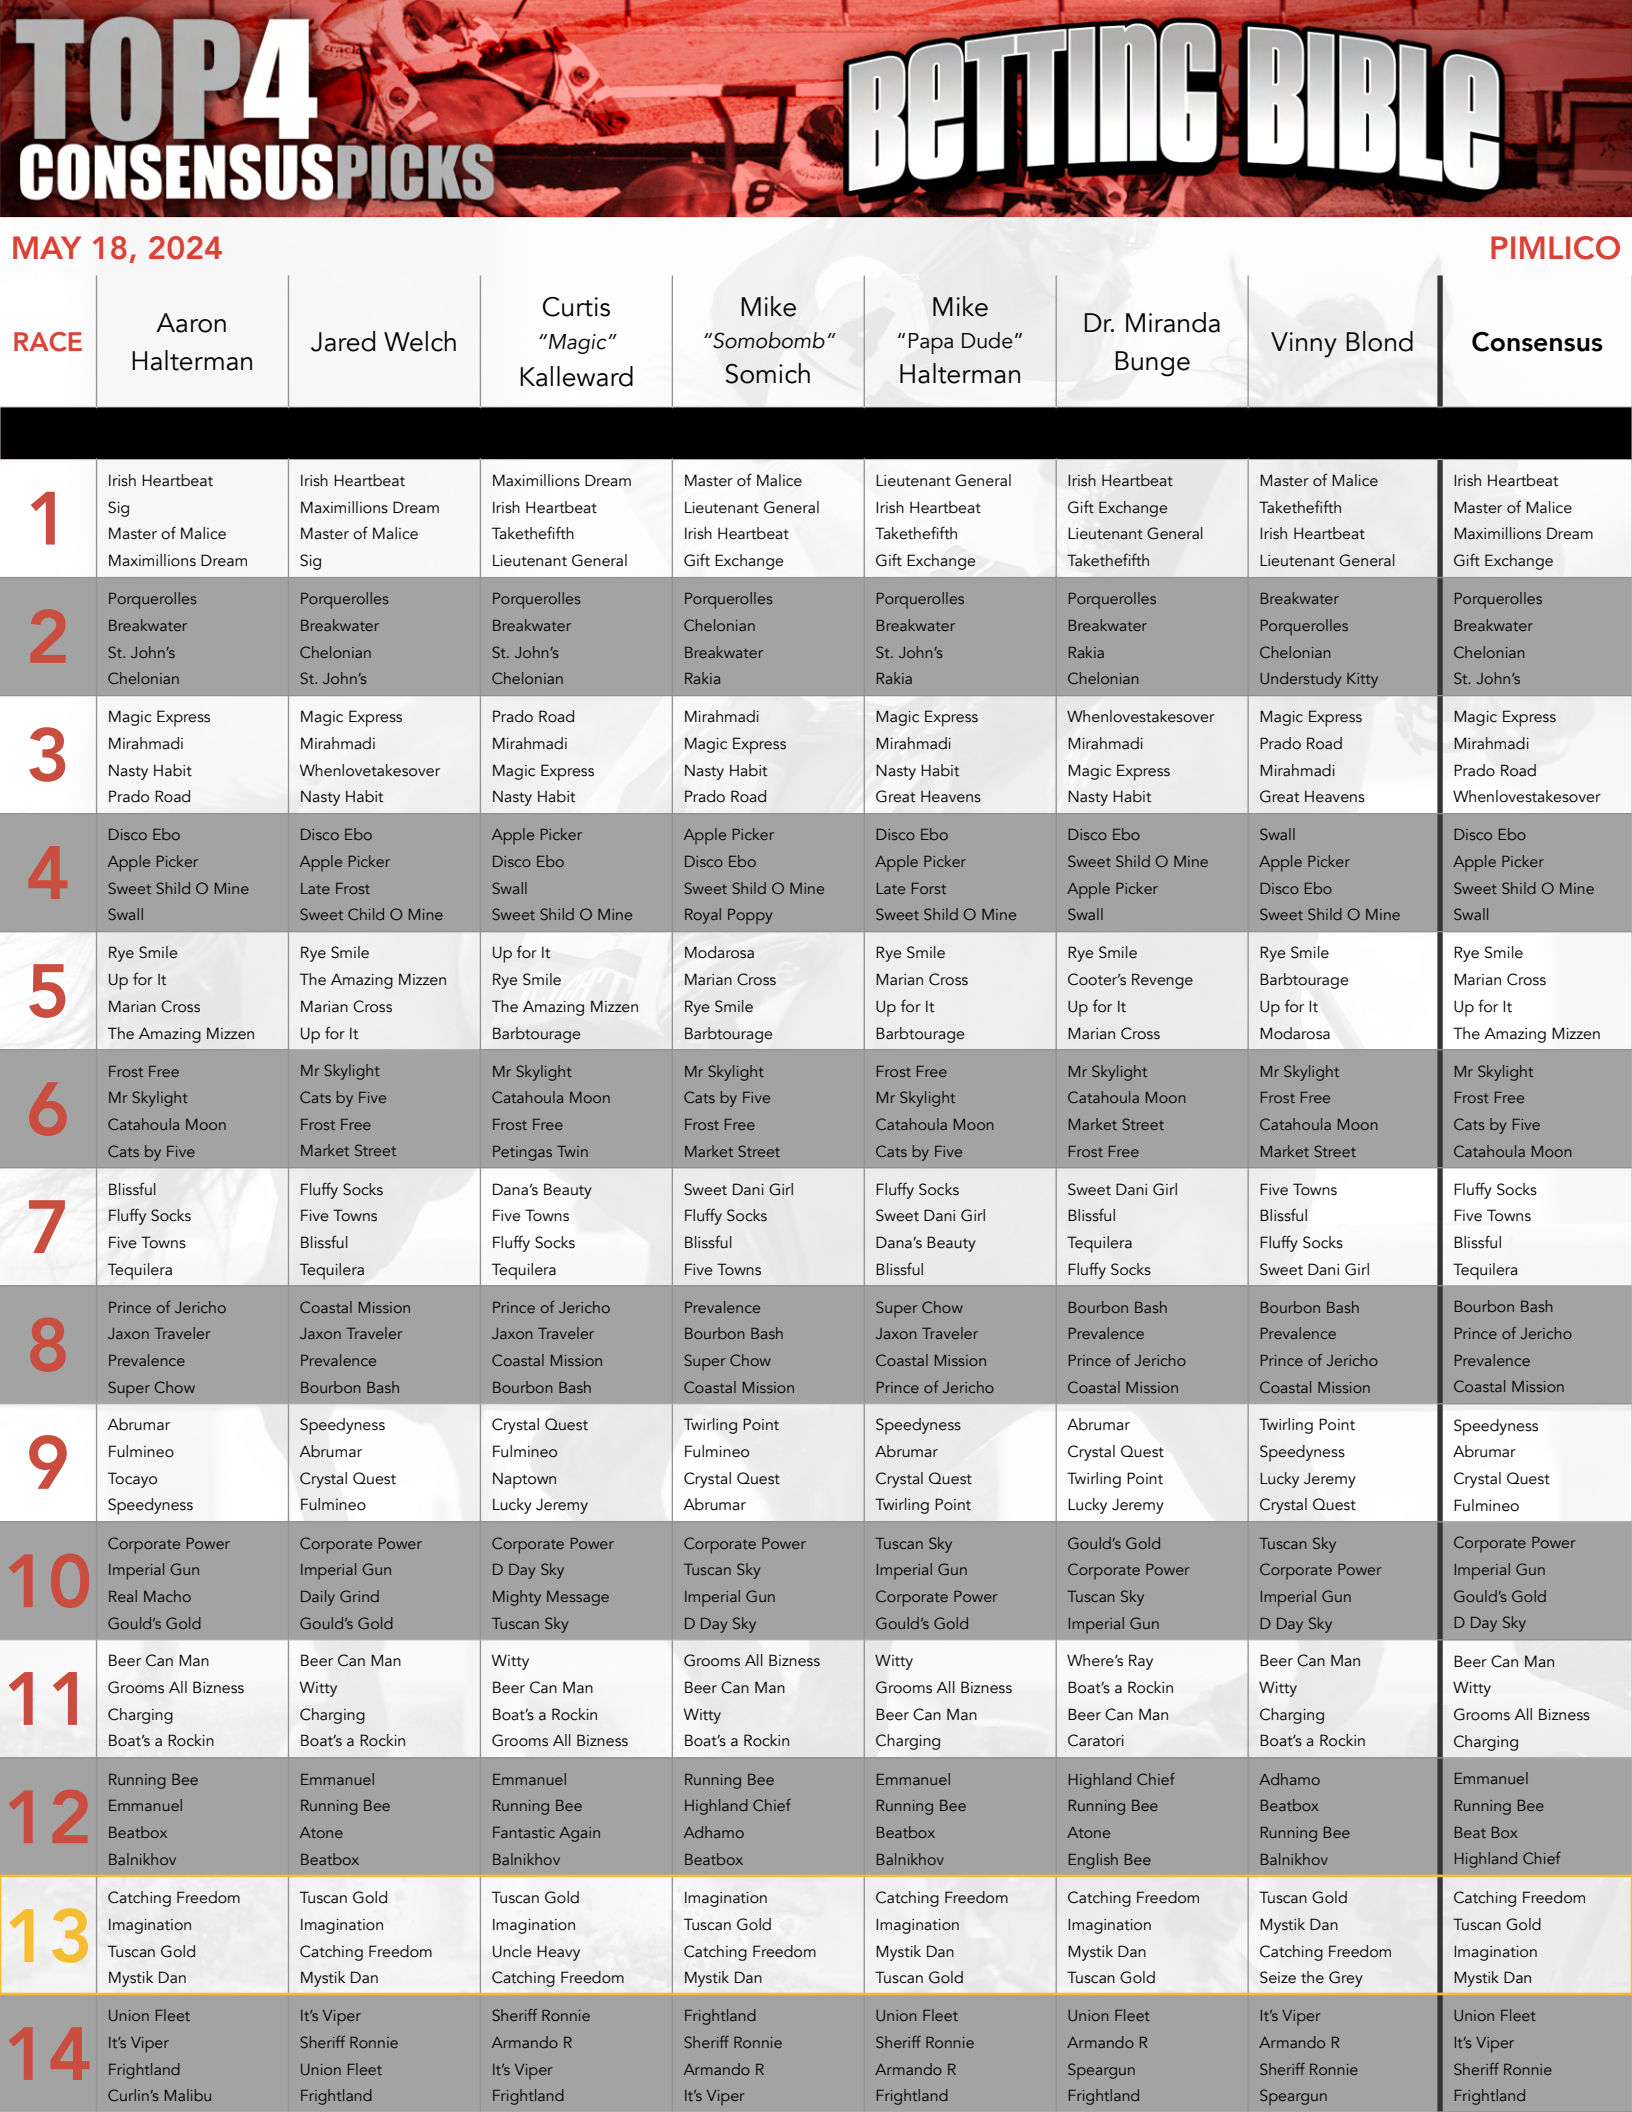 TOP4
CONSENSUSPICKS
BETTING BIBLE
8
MAY 18, 2024
PIMLICO
RACE
Aaron
Halterman
Jared Welch
Curtis
“Magic”
Kalleward
Mike
“Somobomb”
Somich
Mike
“Papa Dude”
Halterman
Dr. Miranda
Bunge
Vinny Blond
Consensus
1
Irish Heartbeat
Sig
Master of Malice
Maximillions Dream
Irish Heartbeat
Maximillions Dream
Master of Malice
Sig
Maximillions Dream
Irish Heartbeat
Takethefifth
Lieutenant General
Master of Malice
Lieutenant General
Irish Heartbeat
Gift Exchange
Lieutenant General
Irish Heartbeat
Takethefifth
Gift Exchange
Irish Heartbeat
Gift Exchange
Lieutenant General
Takethefifth
Master of Malice
Takethefifth
Irish Heartbeat
Lieutenant General
Irish Heartbeat
Master of Malice
Maximillions Dream
Gift Exchange
2
Porquerolles
Breakwater
St. John’s
Chelonian
Porquerolles
Breakwater
Chelonian
St. John’s
Porquerolles
Breakwater
St. John’s
Chelonian
Porquerolles
Chelonian
Breakwater
Rakia
Porquerolles
Breakwater
St. John’s
Rakia
Porquerolles
Breakwater
Rakia
Chelonian
Breakwater
Porquerolles
Chelonian
Understudy Kitty
Porquerolles
Breakwater
Chelonian
St. John’s
3
Magic Express
Mirahmadi
Nasty Habit
Prado Road
Magic Express
Mirahmadi
Whenlovetakesover
Nasty Habit
Prado Road
Mirahmadi
Magic Express
Nasty Habit
Mirahmadi
Magic Express
Nasty Habit
Prado Road
Magic Express
Mirahmadi
Nasty Habit
Great Heavens
Whenlovestakesover
Mirahmadi
Magic Express
Nasty Habit
Magic Express
Prado Road
Mirahmadi
Great Heavens
Magic Express
Mirahmadi
Prado Road
Whenlovestakesover
4
Disco Ebo
Apple Picker
Sweet Shild O Mine
Swall
Disco Ebo
Apple Picker
Late Frost
Sweet Child O Mine
Apple Picker
Disco Ebo
Swall
Sweet Shild O Mine
Apple Picker
Disco Ebo
Sweet Shild O Mine
Royal Poppy
Disco Ebo
Apple Picker
Late Forst
Sweet Shild O Mine
Disco Ebo
Sweet Shild O Mine
Apple Picker
Swall
Swall
Apple Picker
Disco Ebo
Sweet Shild O Mine
Disco Ebo
Apple Picker
Sweet Shild O Mine
Swall
5
Rye Smile
Up for It
Marian Cross
The Amazing Mizzen
Rye Smile
The Amazing Mizzen
Marian Cross
Up for It
Up for It
Rye Smile
The Amazing Mizzen
Barbtourage
Modarosa
Marian Cross
Rye Smile
Barbtourage
Rye Smile
Marian Cross
Up for It
Barbtourage
Rye Smile
Cooter’s Revenge
Up for It
Marian Cross
Rye Smile
Barbtourage
Up for It
Modarosa
Rye Smile
Marian Cross
Up for It
The Amazing Mizzen
6
Frost Free
Mr Skylight
Catahoula Moon
Cats by Five
Mr Skylight
Cats by Five
Frost Free
Market Street
Mr Skylight
Catahoula Moon
Frost Free
Petingas Twin
Mr Skylight
Cats by Five
Frost Free
Market Street
Frost Free
Mr Skylight
Catahoula Moon
Cats by Five
Mr Skylight
Catahoula Moon
Market Street
Frost Free
Mr Skylight
Frost Free
Catahoula Moon
Market Street
Mr Skylight
Frost Free
Cats by Five
Catahoula Moon
7
Blissful
Fluffy Socks
Five Towns
Tequilera
Fluffy Socks
Five Towns
Blissful
Tequilera
Dana’s Beauty
Five Towns
Fluffy Socks
Tequilera
Sweet Dani Girl
Fluffy Socks
Blissful
Five Towns
Fluffy Socks
Sweet Dani Girl
Dana’s Beauty
Blissful
Sweet Dani Girl
Blissful
Tequilera
Fluffy Socks
Five Towns
Blissful
Fluffy Socks
Sweet Dani Girl
Fluffy Socks
Five Towns
Blissful
Tequilera
8
Prince of Jericho
Jaxon Traveler
Prevalence
Super Chow
Coastal Mission
Jaxon Traveler
Prevalence
Bourbon Bash
Prince of Jericho
Jaxon Traveler
Coastal Mission
Bourbon Bash
Prevalence
Bourbon Bash
Super Chow
Coastal Mission
Super Chow
Jaxon Traveler
Coastal Mission
Prince of Jericho
Bourbon Bash
Prevalence
Prince of Jericho
Coastal Mission
Bourbon Bash
Prevalence
Prince of Jericho
Coastal Mission
Bourbon Bash
Prince of Jericho
Prevalence
Coastal Mission
9
Abrumar
Fulmineo
Tocayo
Speedyness
Speedyness
Abrumar
Crystal Quest
Fulmineo
Crystal Quest
Fulmineo
Naptown
Lucky Jeremy
Twirling Point
Fulmineo
Crystal Quest
Abrumar
Speedyness
Abrumar
Crystal Quest
Twirling Point
Abrumar
Crystal Quest
Twirling Point
Lucky Jeremy
Twirling Point
Speedyness
Lucky Jeremy
Crystal Quest
Speedyness
Abrumar
Crystal Quest
Fulmineo
10
Corporate Power
Imperial Gun
Real Macho
Gould’s Gold
Corporate Power
Imperial Gun
Daily Grind
Gould’s Gold
Corporate Power
D Day Sky
Mighty Message
Tuscan Sky
Corporate Power
Tuscan Sky
Imperial Gun
D Day Sky
Tuscan Sky
Imperial Gun
Corporate Power
Gould’s Gold
Gould’s Gold
Corporate Power
Tuscan Sky
Imperial Gun
Tuscan Sky
Corporate Power
Imperial Gun
D Day Sky
Corporate Power
Imperial Gun
Gould’s Gold
D Day Sky
11
Beer Can Man
Grooms All Bizness
Charging
Boat’s a Rockin
Beer Can Man
Witty
Charging
Boat’s a Rockin
Witty
Beer Can Man
Boat’s a Rockin
Grooms All Bizness
Grooms All Bizness
Beer Can Man
Witty
Boat’s a Rockin
Witty
Grooms All Bizness
Beer Can Man
Charging
Where’s Ray
Boat’s a Rockin
Beer Can Man
Caratori
Beer Can Man
Witty
Charging
Boat’s a Rockin
Beer Can Man
Witty
Grooms All Bizness
Charging
12
Running Bee
Emmanuel
Beatbox
Balnikhov
Emmanuel
Running Bee
Atone
Beatbox
Emmanuel
Running Bee
Fantastic Again
Balnikhov
Running Bee
Highland Chief
Adhamo
Beatbox
Emmanuel
Running Bee
Beatbox
Balnikhov
Highland Chief
Running Bee
Atone
English Bee
Adhamo
Beatbox
Running Bee
Balnikhov
Emmanuel
Running Bee
Beat Box
Highland Chief
13
Catching Freedom
Imagination
Tuscan Gold
Mystik Dan
Tuscan Gold
Imagination
Catching Freedom
Mystik Dan
Tuscan Gold
Imagination
Uncle Heavy
Catching Freedom
Imagination
Tuscan Gold
Catching Freedom
Mystik Dan
Catching Freedom
Imagination
Mystik Dan
Tuscan Gold
Catching Freedom
Imagination
Mystik Dan
Tuscan Gold
Tuscan Gold
Mystik Dan
Catching Freedom
Seize the Grey
Catching Freedom
Tuscan Gold
Imagination
Mystik Dan
14
Union Fleet
It’s Viper
Frightland
Curlin’s Malibu
It’s Viper
Sheriff Ronnie
Union Fleet
Frightland
Sheriff Ronnie
Armando R
It’s Viper
Frightland
Frightland
Sheriff Ronnie
Armando R
It’s Viper
Union Fleet
Sheriff Ronnie
Armando R
Frightland
Union Fleet
Armando R
Speargun
Frightland
It’s Viper
Armando R
Sheriff Ronnie
Speargun
Union Fleet
It’s Viper
Sheriff Ronnie
Frightland